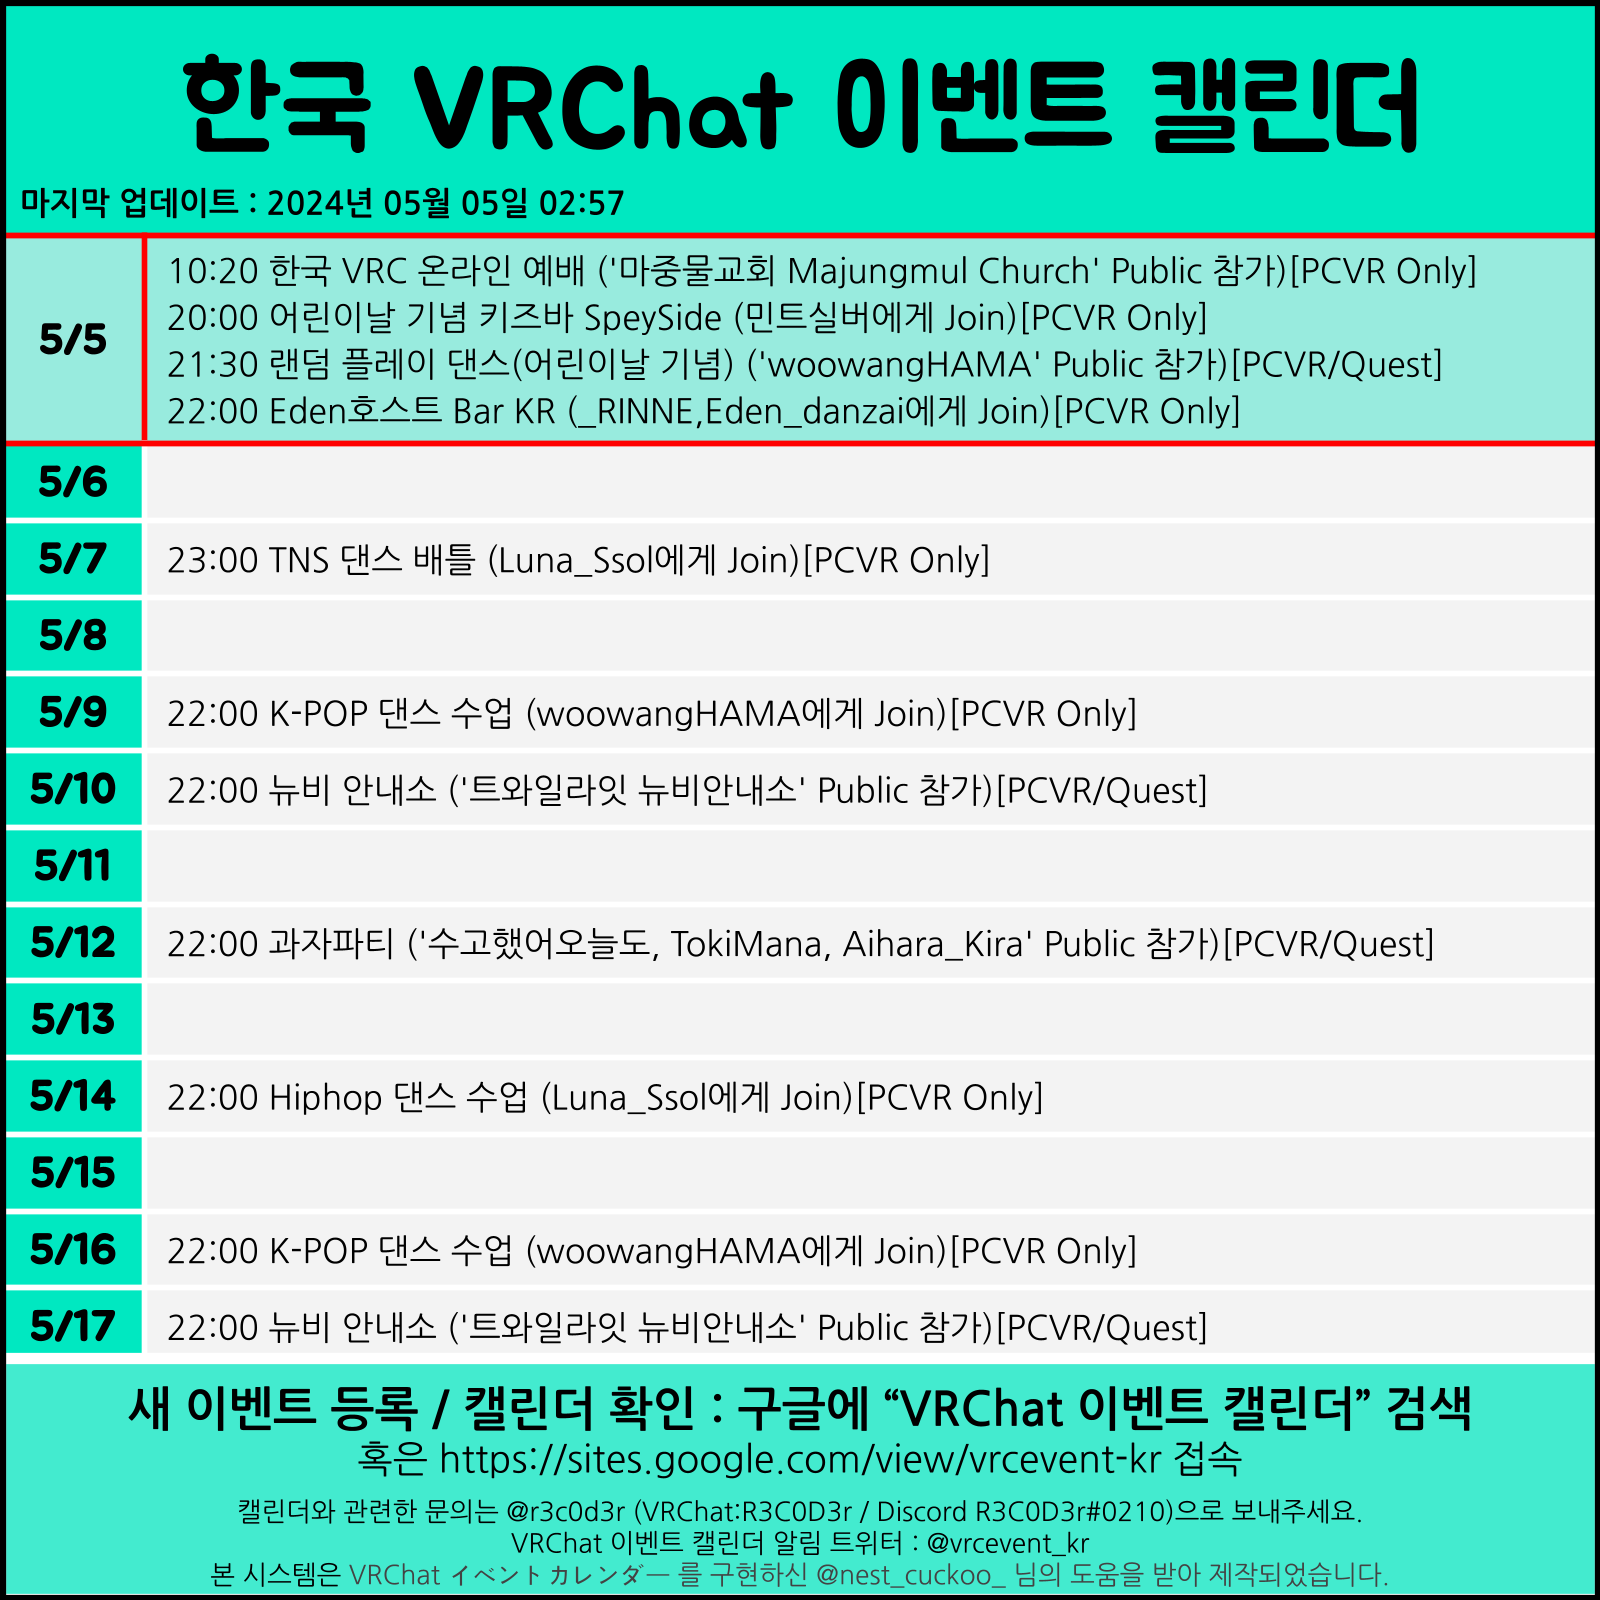 한국 VRChat 이벤트 캘린더
마지막 업데이트 : 2024년 05월 05일 02:57
5/5
10:20 한국 VRC 온라인 예배 ('마중물교회 Majungmul Church' Public 참가)[PCVR Only]
20:00 어린이날 기념 키즈바 SpeySide (민트실버에게 Join)[PCVR Only]
21:30 랜덤 플레이 댄스(어린이날 기념) ('woowangHAMA' Public 참가)[PCVR/Quest]
22:00 Eden호스트 Bar KR (_RINNE,Eden_danzai에게 Join)[PCVR Only]
5/6
5/7 23:00 TNS 댄스 배틀 (Luna_Ssol에게 Join)[PCVR Only]
5/8
5/9 22:00 K-POP 댄스 수업 (woowangHAMA에게 Join)[PCVR Only]
5/10 22:00 뉴비 안내소 ('트와일라잇 뉴비안내소' Public 참가)[PCVR/Quest]
5/11
5/12 22:00 과자파티 ('수고했어오늘도, TokiMana, Aihara_Kira' Public 참가)[PCVR/Quest]
5/13
5/14 22:00 Hiphop 댄스 수업 (Luna_Ssol에게 Join)[PCVR Only]
5/15
5/16 22:00 K-POP 댄스 수업 (woowangHAMA에게 Join)[PCVR Only]
5/17 22:00 뉴비 안내소 ('트와일라잇 뉴비안내소' Public 참가)[PCVR/Quest]
새 이벤트 등록 / 캘린더 확인 : 구글에 “VRChat 이벤트 캘린더” 검색
혹은 https://sites.google.com/view/vrcevent-kr 접속
캘린더와 관련한 문의는 @r3c0d3r (VRChat:R3C0D3r / Discord R3C0D3r#0210)으로 보내주세요.
VRChat 이벤트 캘린더 알림 트위터 : @vrcevent_kr
본 시스템은 VRChat イベントカレンダー 를 구현하신 @nest_cuckoo_ 님의 도움을 받아 제작되었습니다.